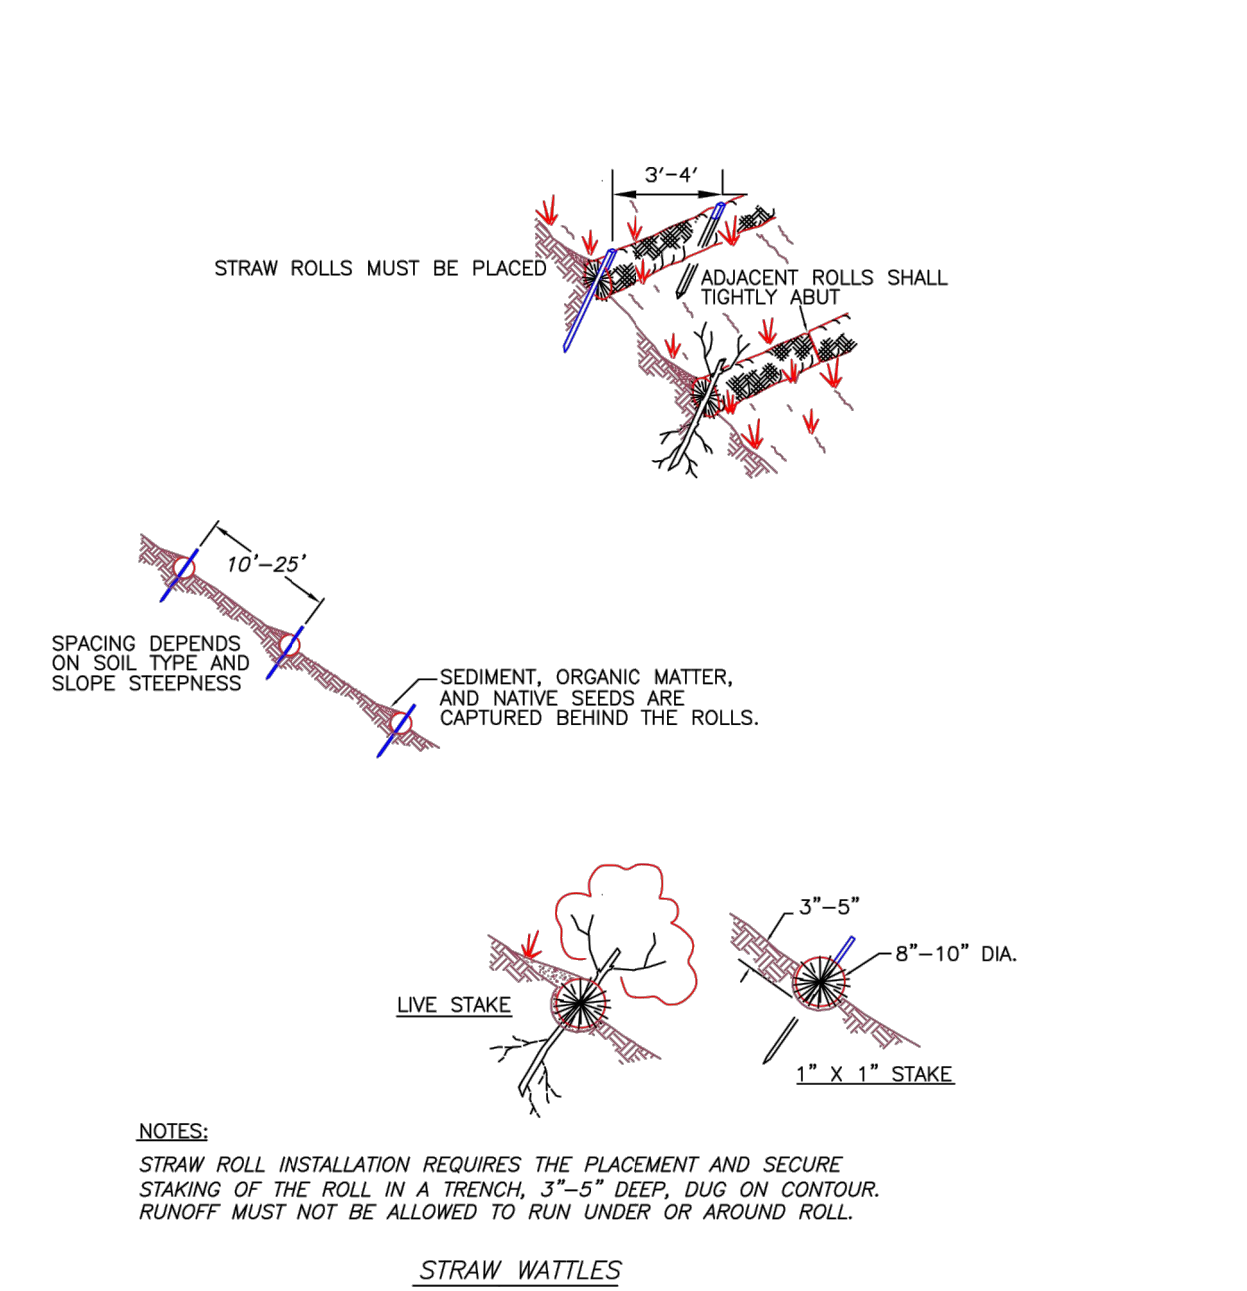 3'-4'
STRAW ROLLS MUST BE PLACED
ADJACENT ROLLS SHALL
TIGHTLY ABUT
10'-25'
SPACING DEPENDS
ON SOIL TYPE AND
SLOPE STEEPNESS
SEDIMENT, ORGANIC MATTER,
AND NATIVE SEEDS ARE
CAPTURED BEHIND THE ROLLS.
3"-5"
8"-10" DIA.
LIVE STAKE
1" X 1" STAKE
NOTES:
STRAW ROLL INSTALLATION REQUIRES THE PLACEMENT AND SECURE
STAKING OF THE ROLL IN A TRENCH, 3"-5" DEEP, DUG ON CONTOUR.
RUNOFF MUST NOT BE ALLOWED TO RUN UNDER OR AROUND ROLL.
STRAW WATTLES